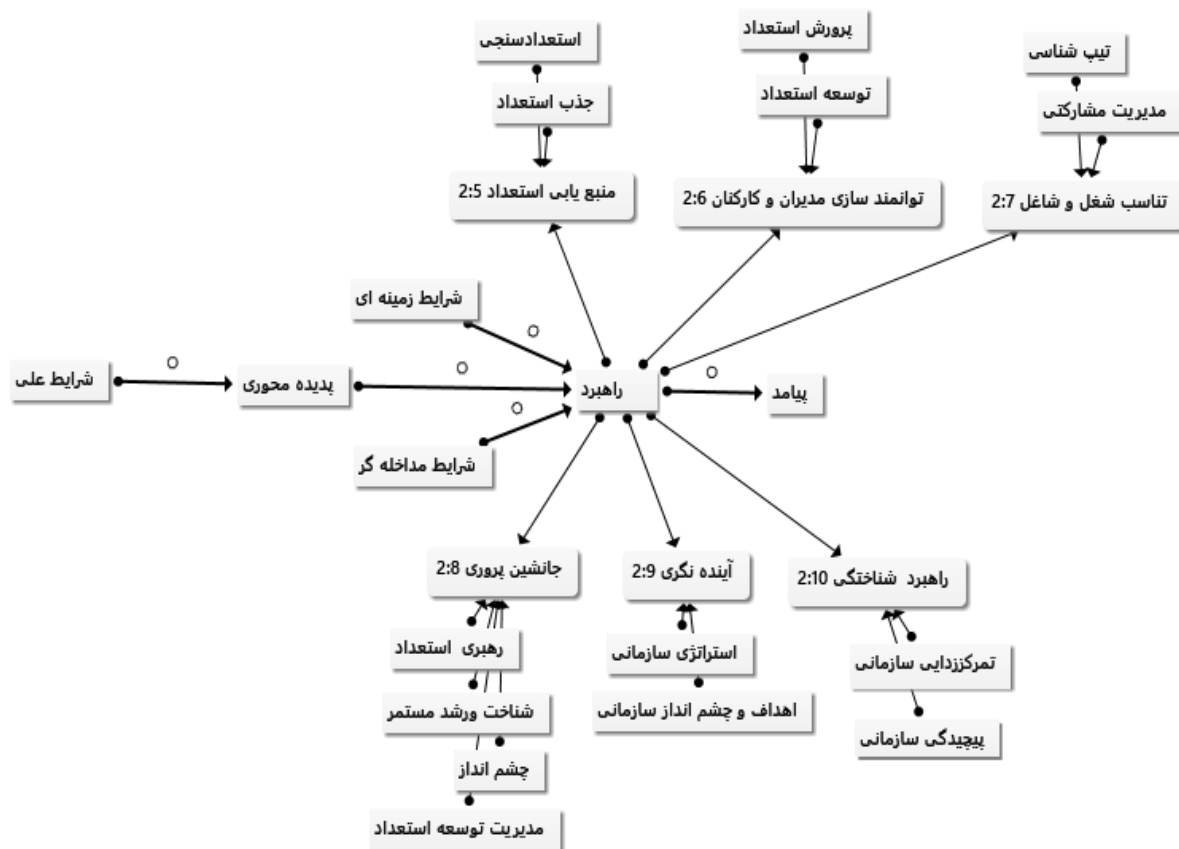 استعدادسنجی
جذب استعداد
2:5 منبع یابی استعداد
پرورش استعداد
توسعه استعداد
2:6 توانمند سازی مدیران و کارکنان
تیپ شناسی
مدیریت مشارکتی
2:7 تناسب شغل و شاغل
شرایط زمینه ای
شرایط علی
پدیده محوری
راهبرد
پیامد
شرایط مداخله گر
2:8 جانشین پروری
رهبری استعداد
شناخت ورشد مستمر
چشم انداز
مدیریت توسعه استعداد
2:9 آینده نگری
استراتژی سازمانی
اهداف و چشم انداز سازمانی
2:10 راهبرد شناختگی
تمرکززدایی سازمانی
پیچیدگی سازمانی